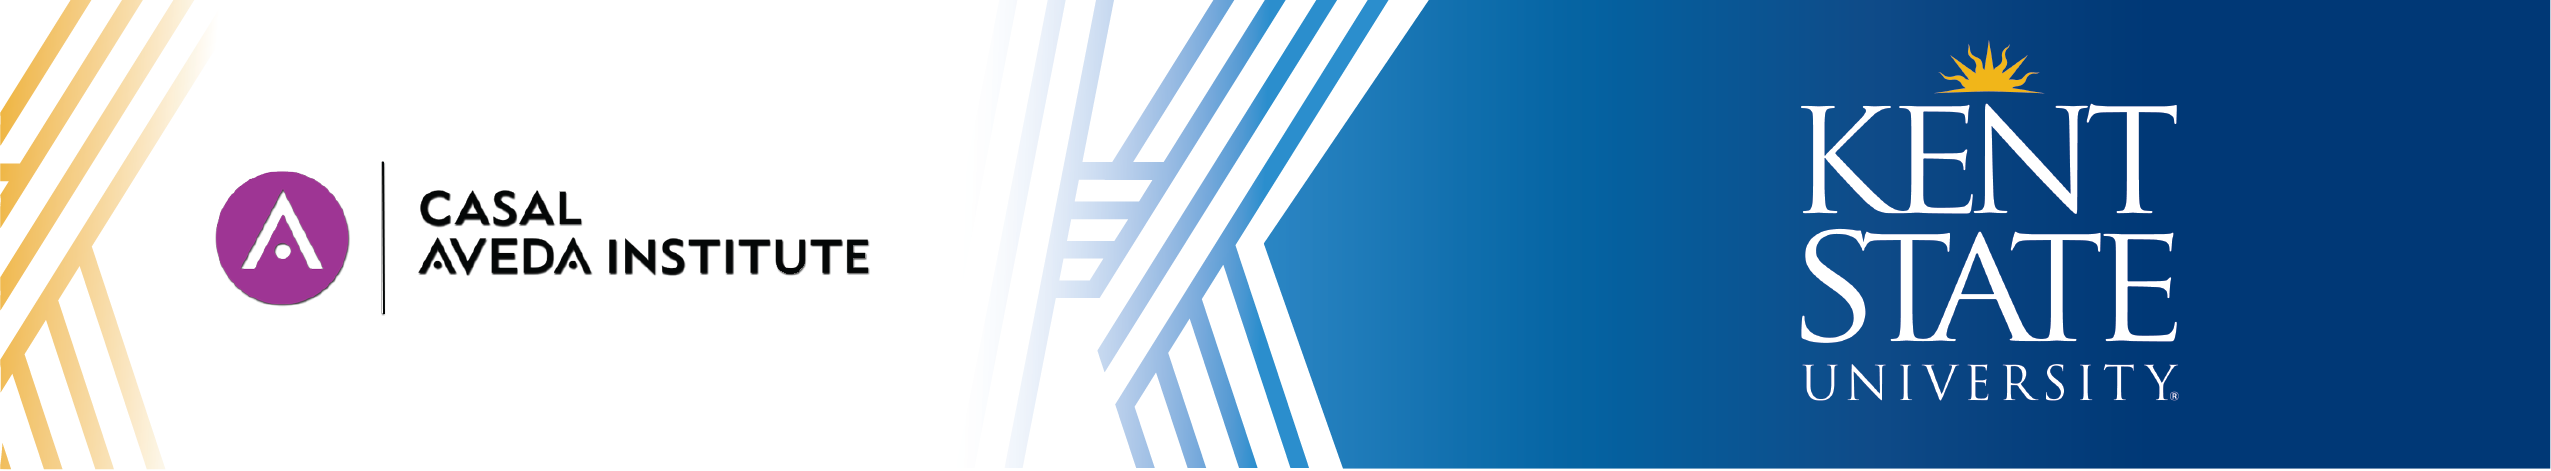 CASAL
AVEDA INSTITUTE
KENT
STATE
UNIVERSITY®